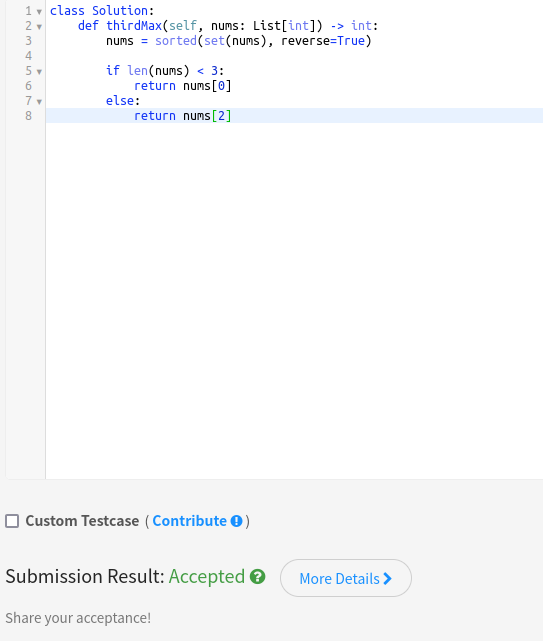 1 class Solution:
2     def thirdMax(self, nums: List[int]) -> int:
3         nums = sorted(set(nums), reverse=True)
4
5         if len(nums) < 3:
6             return nums[0]
7         else:
8             return nums[2]
Custom Testcase ( Contribute )
Submission Result: Accepted ? More Details
Share your acceptance!